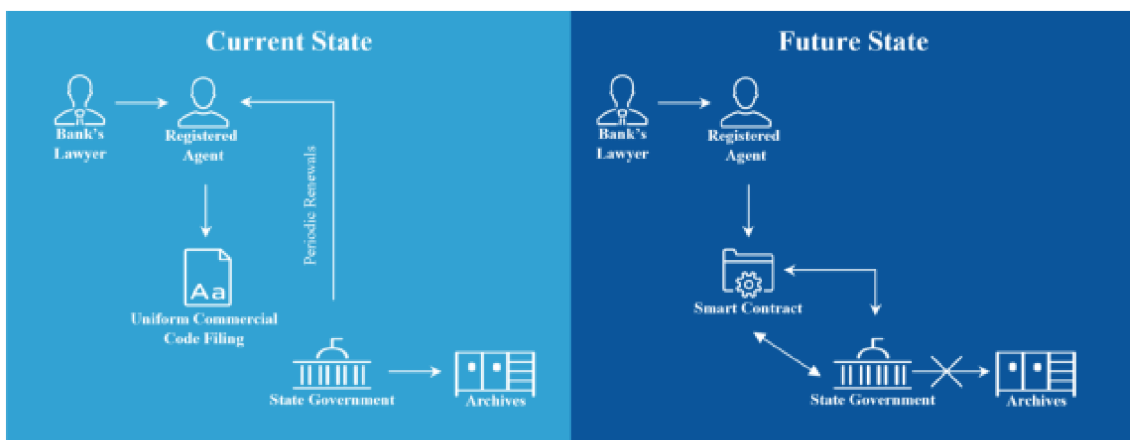 Current State
Bank's
Lawyer
Registered
Agent
Periodic Renewals
Aa
Uniform Commercial
Code Filing
State Government
Archives
Future State
Bank's
Lawyer
Registered
Agent
Smart Contract
State Government
Archives